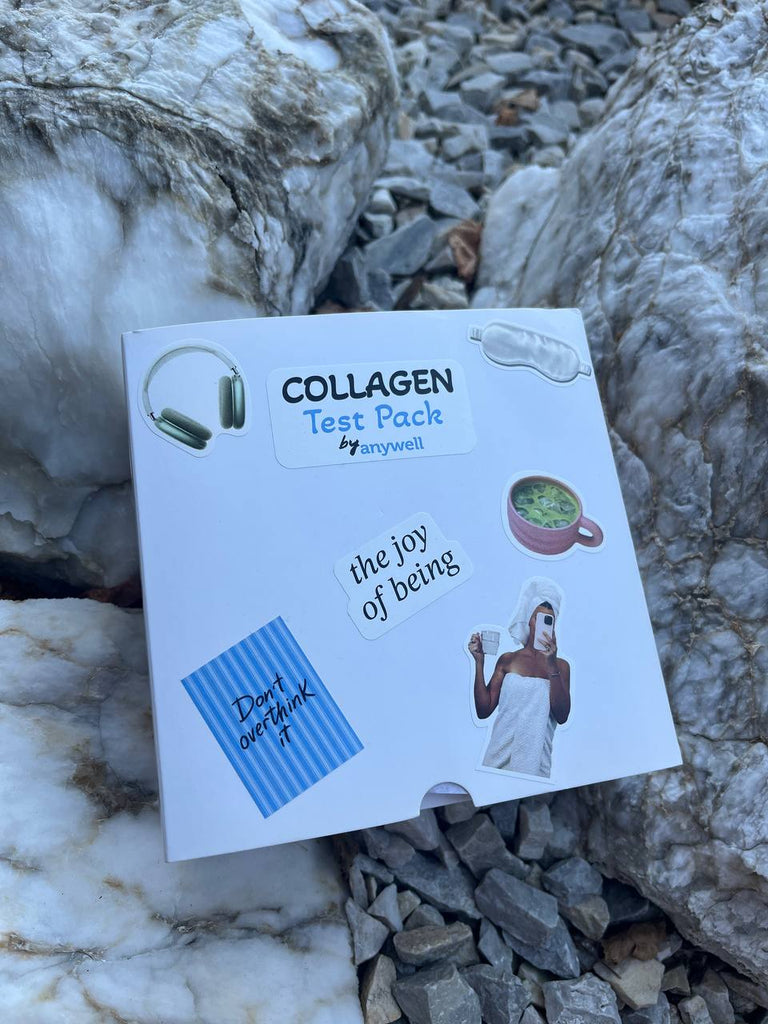 COLLAGEN
Test Pack
by anywell
the joy
of being
Don't
overthink
it